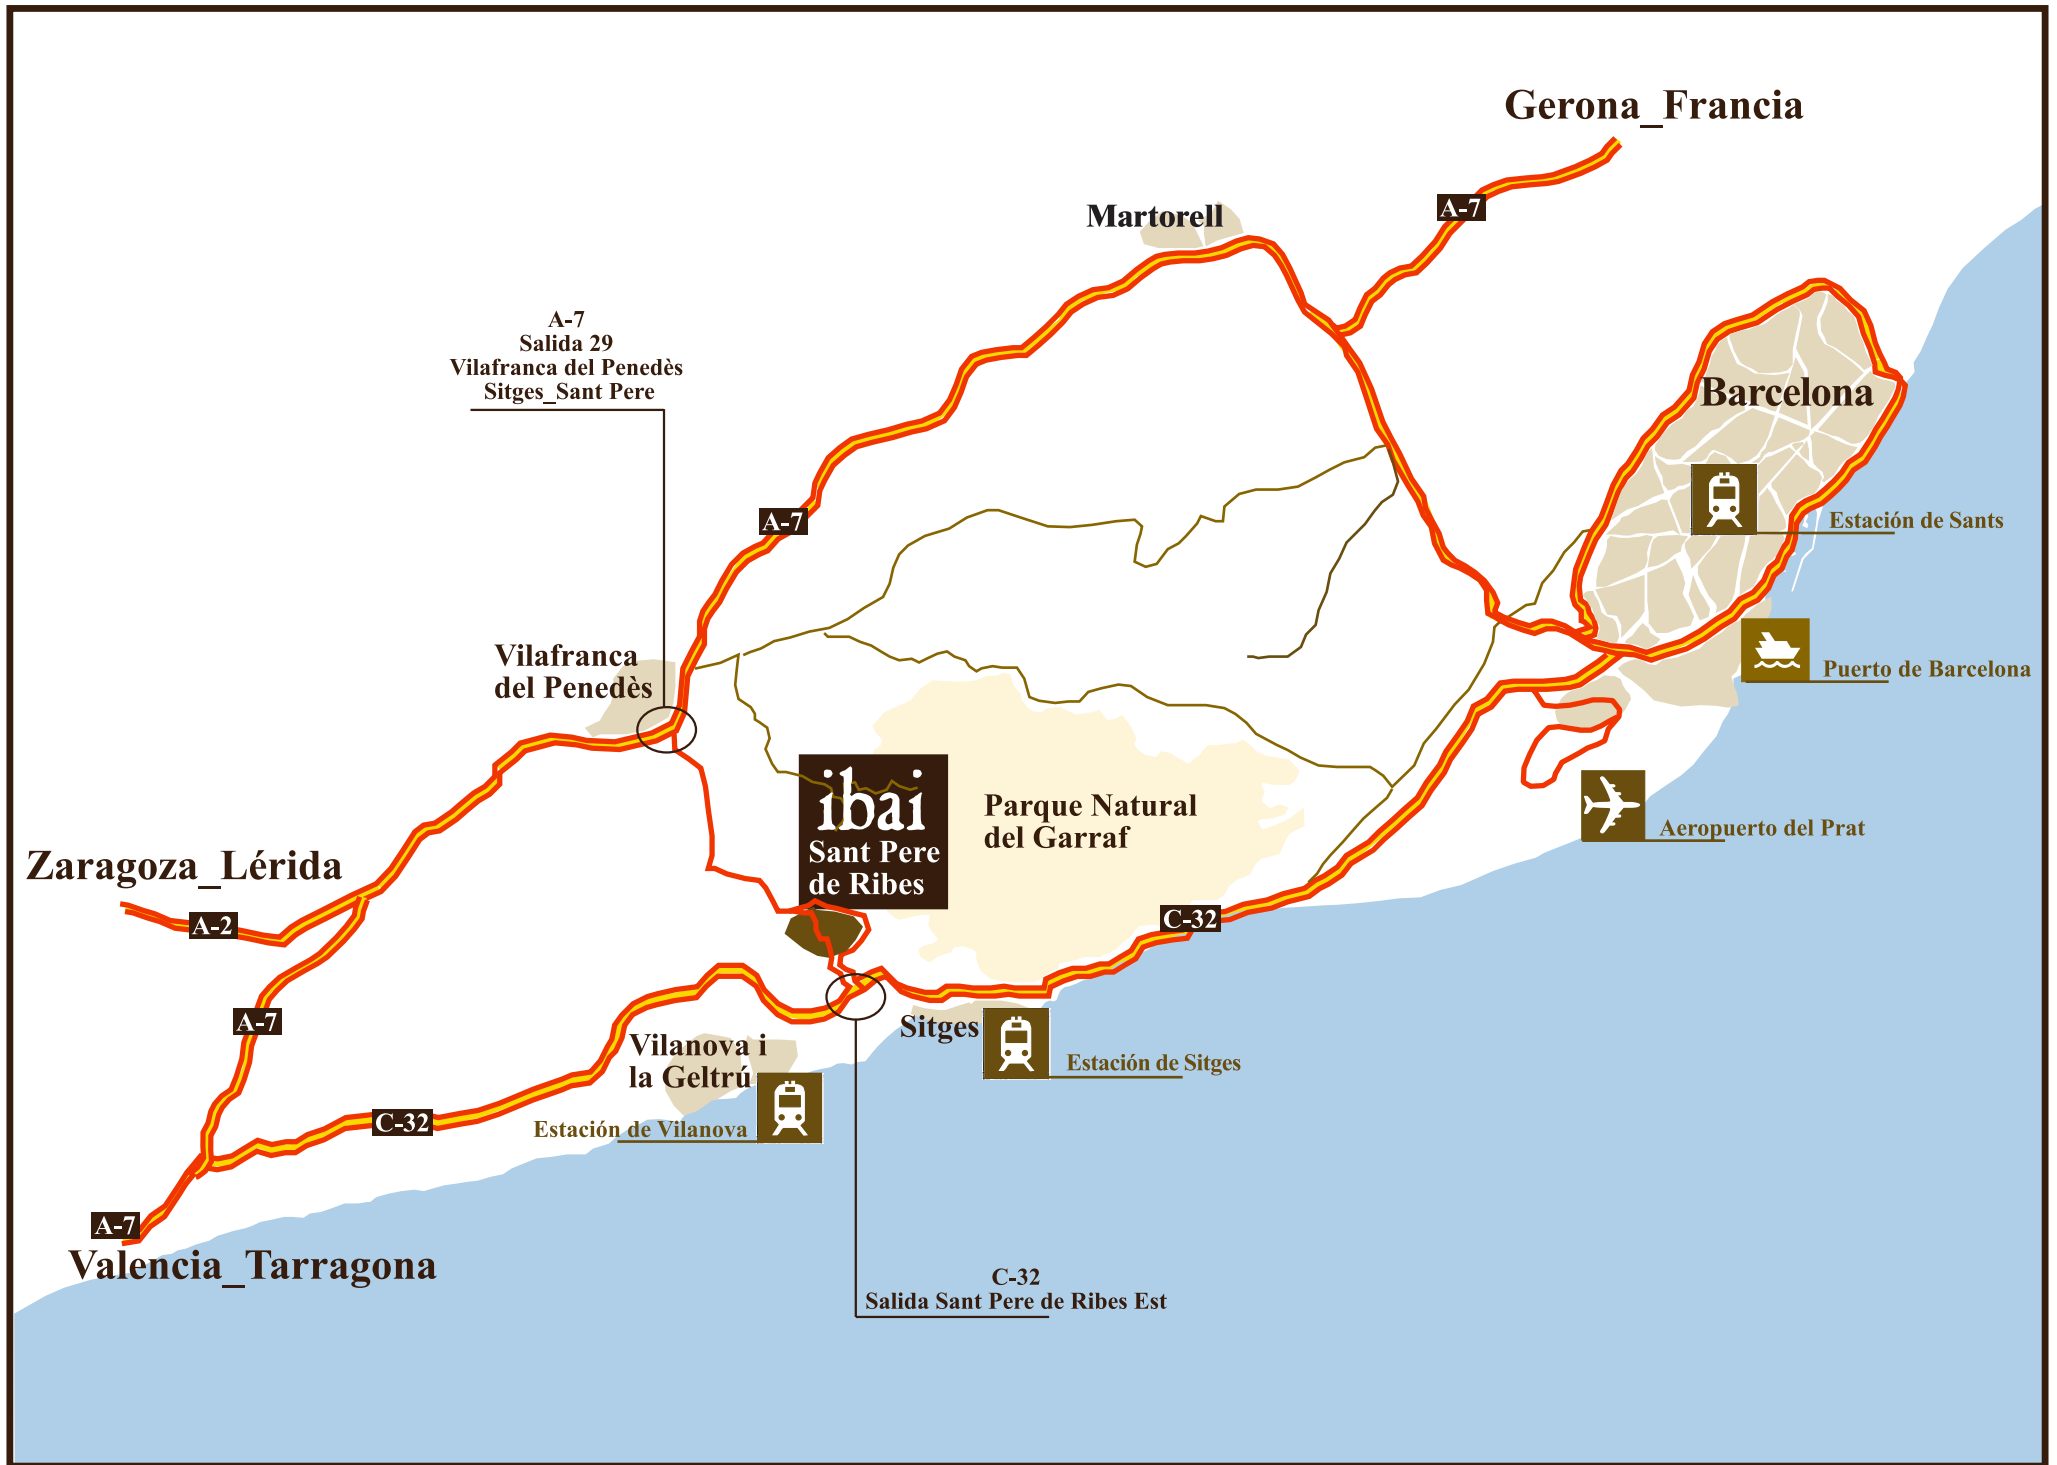 Gerona_Francia
A-7
Martorell
A-7
Salida 29
Vilafranca del Penedès
Sitges_Sant Pere
Barcelona
A-7
Estación de Sants
Vilafranca
del Penedès
Puerto de Barcelona
ibai
Sant Pere
de Ribes
Parque Natural
del Garraf
Aeropuerto del Prat
Zaragoza_Lérida
A-2
C-32
A-7
Sitges
Vilanova i
la Geltrú
Estación de Sitges
C-32
Estación de Vilanova
A-7
Valencia_Tarragona
C-32
Salida Sant Pere de Ribes Est